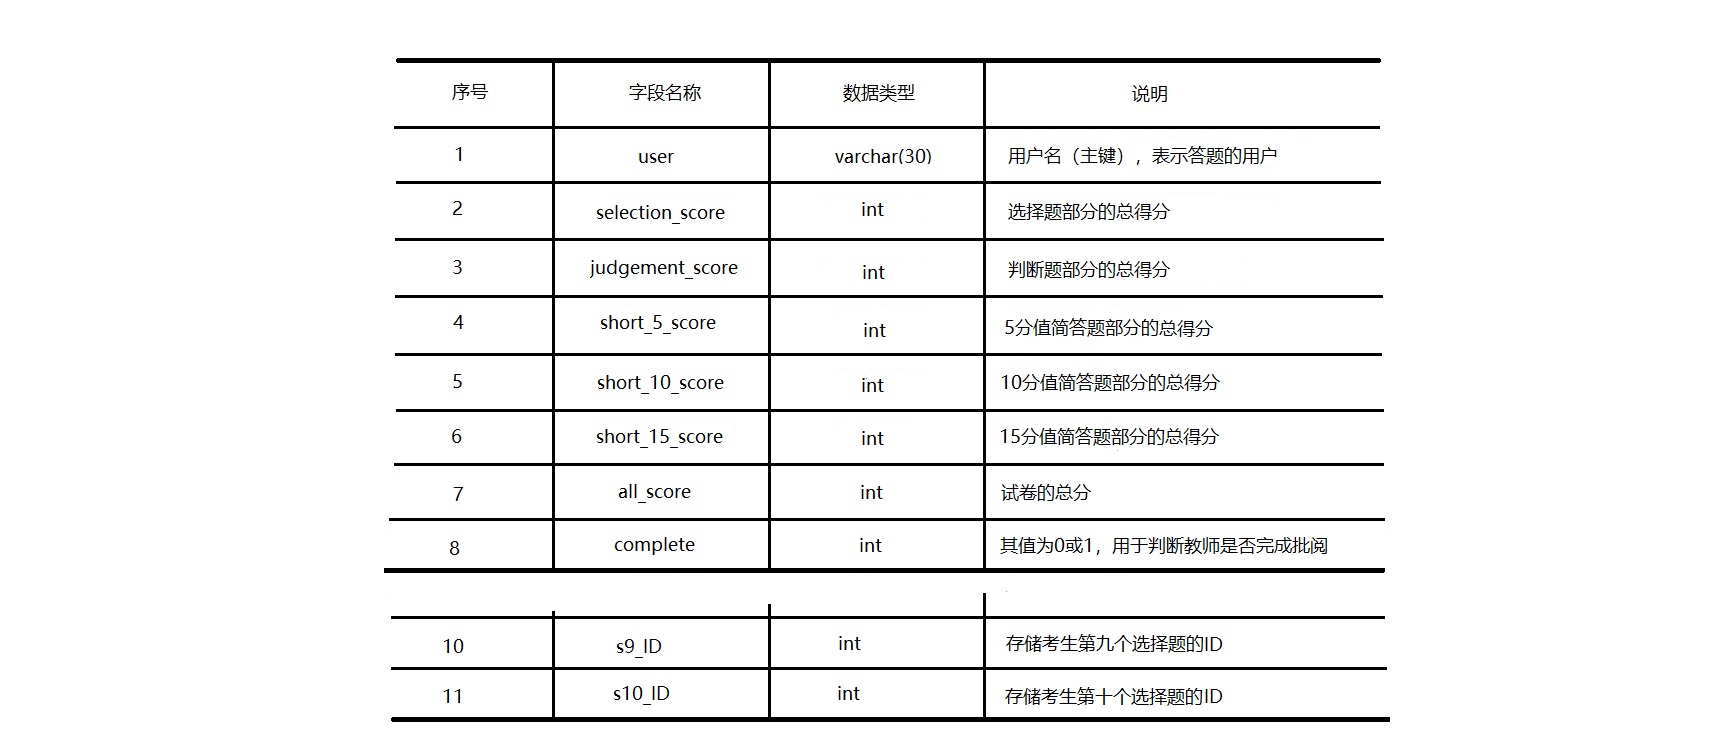 序号 字段名称 数据类型 说明
1 user varchar(30) 用户名（主键），表示答题的用户
2 selection_score int 选择题部分的总得分
3 judgement_score int 判断题部分的总得分
4 short_5_score int 5分值简答题部分的总得分
5 short_10_score int 10分值简答题部分的总得分
6 short_15_score int 15分值简答题部分的总得分
7 all_score int 试卷的总分
8 complete int 其值为0或1，用于判断教师是否完成批阅
10 s9_ID int 存储考生第九个选择题的ID
11 s10_ID int 存储考生第十个选择题的ID